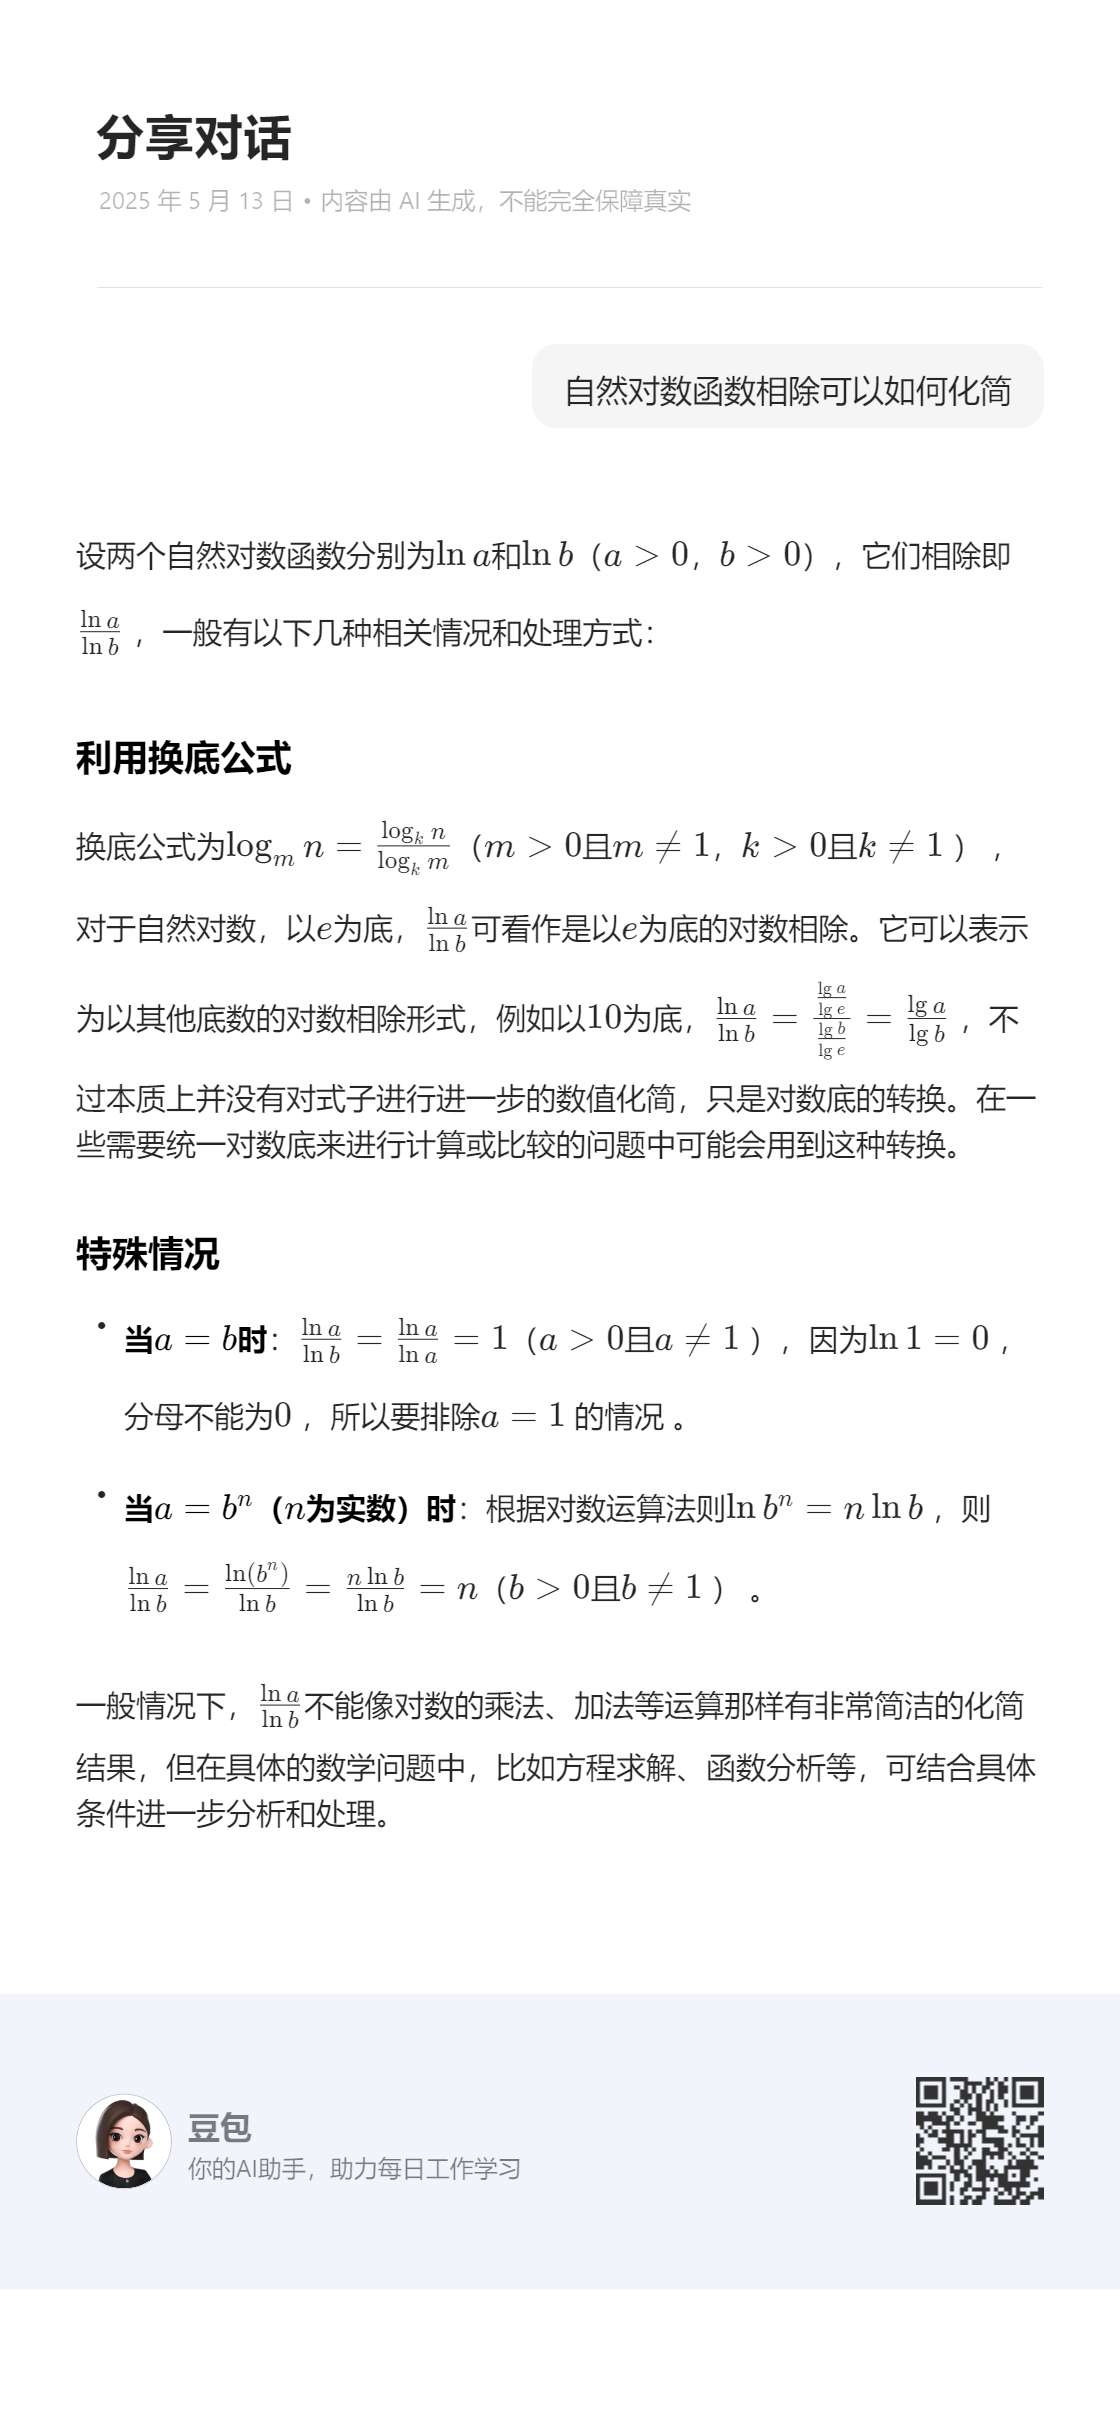 分享对话
2025 年 5 月 13 日 • 内容由 AI 生成，不能完全保障真实
自然对数函数相除可以如何化简
设两个自然对数函数分别为ln a和ln b（a > 0，b > 0），它们相除即
\frac{ln a}{ln b} ，一般有以下几种相关情况和处理方式：
利用换底公式
换底公式为log_m n = \frac{log_k n}{log_k m}（m > 0且m ≠ 1，k > 0且k ≠ 1 ），
对于自然对数，以e为底，\frac{ln a}{ln b}可看作是以e为底的对数相除。它可以表示
为以其他底数的对数相除形式，例如以10为底，\frac{ln a}{ln b} = \frac{\frac{lg a}{lg e}}{\frac{lg b}{lg e}} = \frac{lg a}{lg b} ，不
过本质上并没有对式子进行进一步的数值化简，只是对数底的转换。在一
些需要统一对数底来进行计算或比较的问题中可能会用到这种转换。
特殊情况
• 当a = b时：\frac{ln a}{ln b} = \frac{ln a}{ln a} = 1（a > 0且a ≠ 1 ），因为ln 1 = 0 ，
分母不能为0 ，所以要排除a = 1 的情况 。
• 当a = b^n（n为实数）时：根据对数运算法则ln b^n = n ln b ，则
\frac{ln a}{ln b} = \frac{ln(b^n)}{ln b} = \frac{n ln b}{ln b} = n（b > 0且b ≠ 1 ） 。
一般情况下，\frac{ln a}{ln b}不能像对数的乘法、加法等运算那样有非常简洁的化简
结果，但在具体的数学问题中，比如方程求解、函数分析等，可结合具体
条件进一步分析和处理。
豆包
你的AI助手，助力每日工作学习